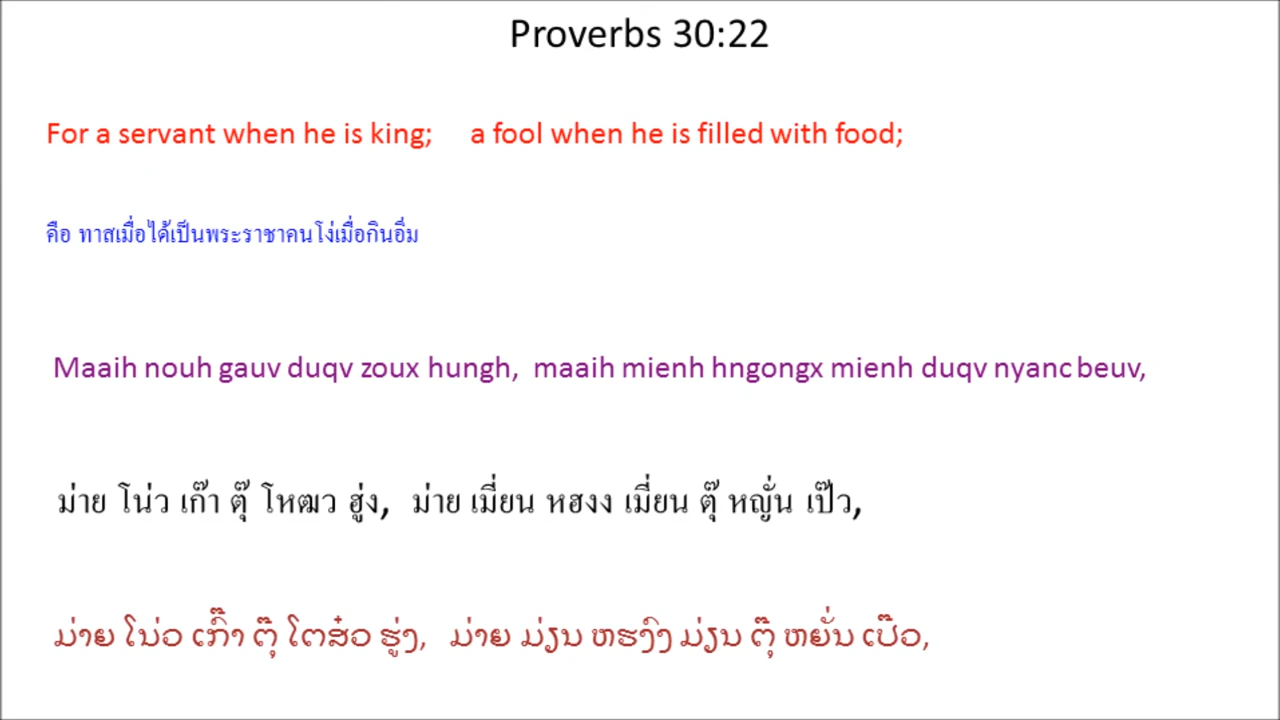 Proverbs 30:22
For a servant when he is king; a fool when he is filled with food;
คือ ทาสเมื่อได้เป็นพระราชาคนโง่เมื่อกินอิ่ม
Maaih nouh gauv duqv zoux hungh, maaih mienh hngongx mienh duqv nyanc beuv,
ม่าย โน่ว เก๊า ตุ๊ โหฒว ฮู่ง, ม่าย เมี่ยน หฮงง เมี่ยน ตุ๊ หญั่น เป๊ว,
ມ່າຍ ໂນ່ວ ເກົ໊າ ຕຸ໊ ໂຕສ໋ວ ຮູ່ງ, ມ່າຍ ມ່ຽນ ຫຮງົງ ມ່ຽນ ຕຸ໊ ຫຍັ່ນ ເປ໊ວ,